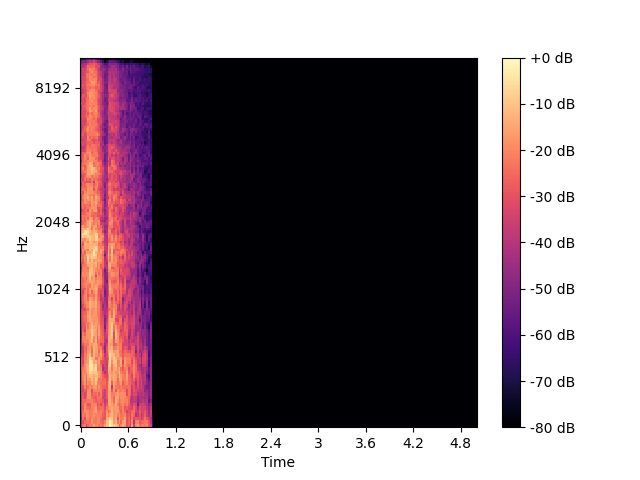 Hz
8192
4096
2048
1024
512
0
0 0.6 1.2 1.8 2.4 3 3.6 4.2 4.8
Time
+0 dB
-10 dB
-20 dB
-30 dB
-40 dB
-50 dB
-60 dB
-70 dB
-80 dB